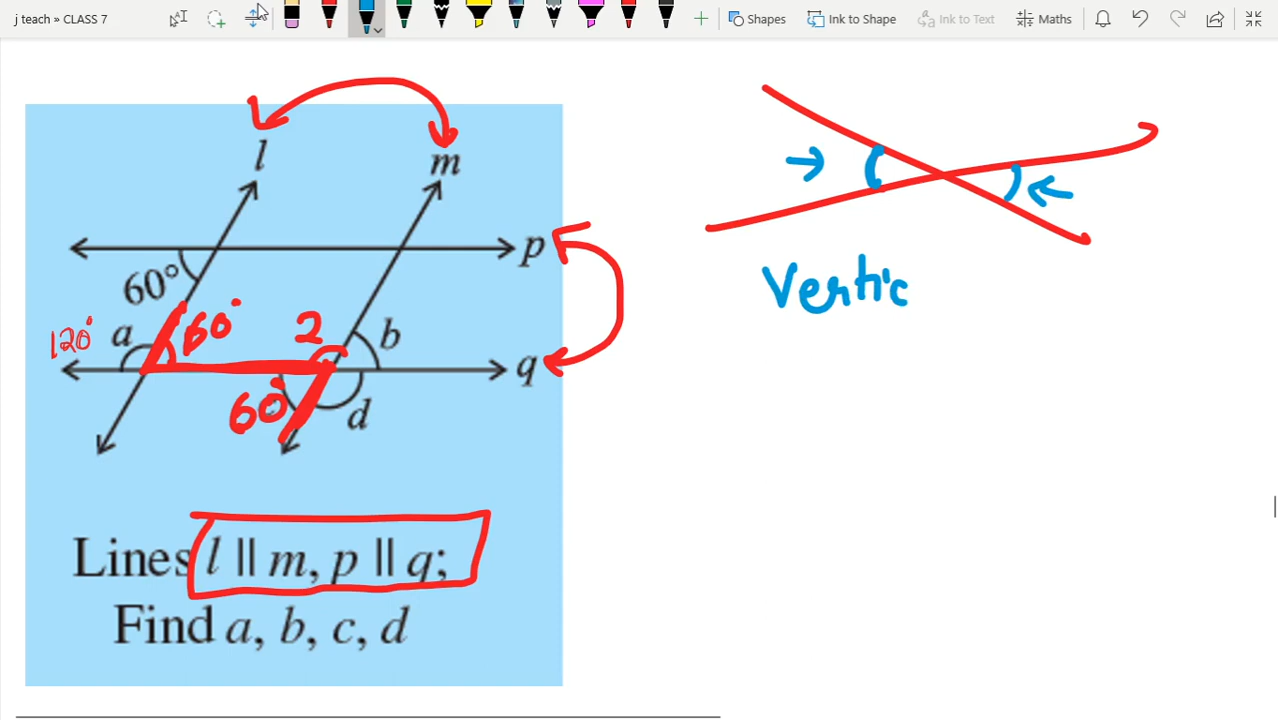 j teach » CLASS 7
Shapes
Ink to Shape
Ink to Text
Maths
l
m
p
60°
120°
a
60°
2
b
q
60°
d
Vertic
Lines l || m, p || q;
Find a, b, c, d